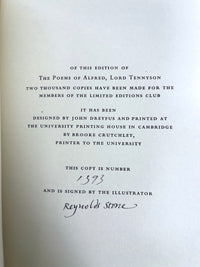 OF THIS EDITION OF
THE POEMS OF ALFRED, LORD TENNYSON
TWO THOUSAND COPIES HAVE BEEN MADE FOR THE
MEMBERS OF THE LIMITED EDITIONS CLUB
IT HAS BEEN
DESIGNED BY JOHN DREYFUS AND PRINTED AT
THE UNIVERSITY PRINTING HOUSE IN CAMBRIDGE
BY BROOKE CRUTCHLEY,
PRINTER TO THE UNIVERSITY
THIS COPY IS NUMBER
1393
AND IS SIGNED BY THE ILLUSTRATOR
Reynolds Stone